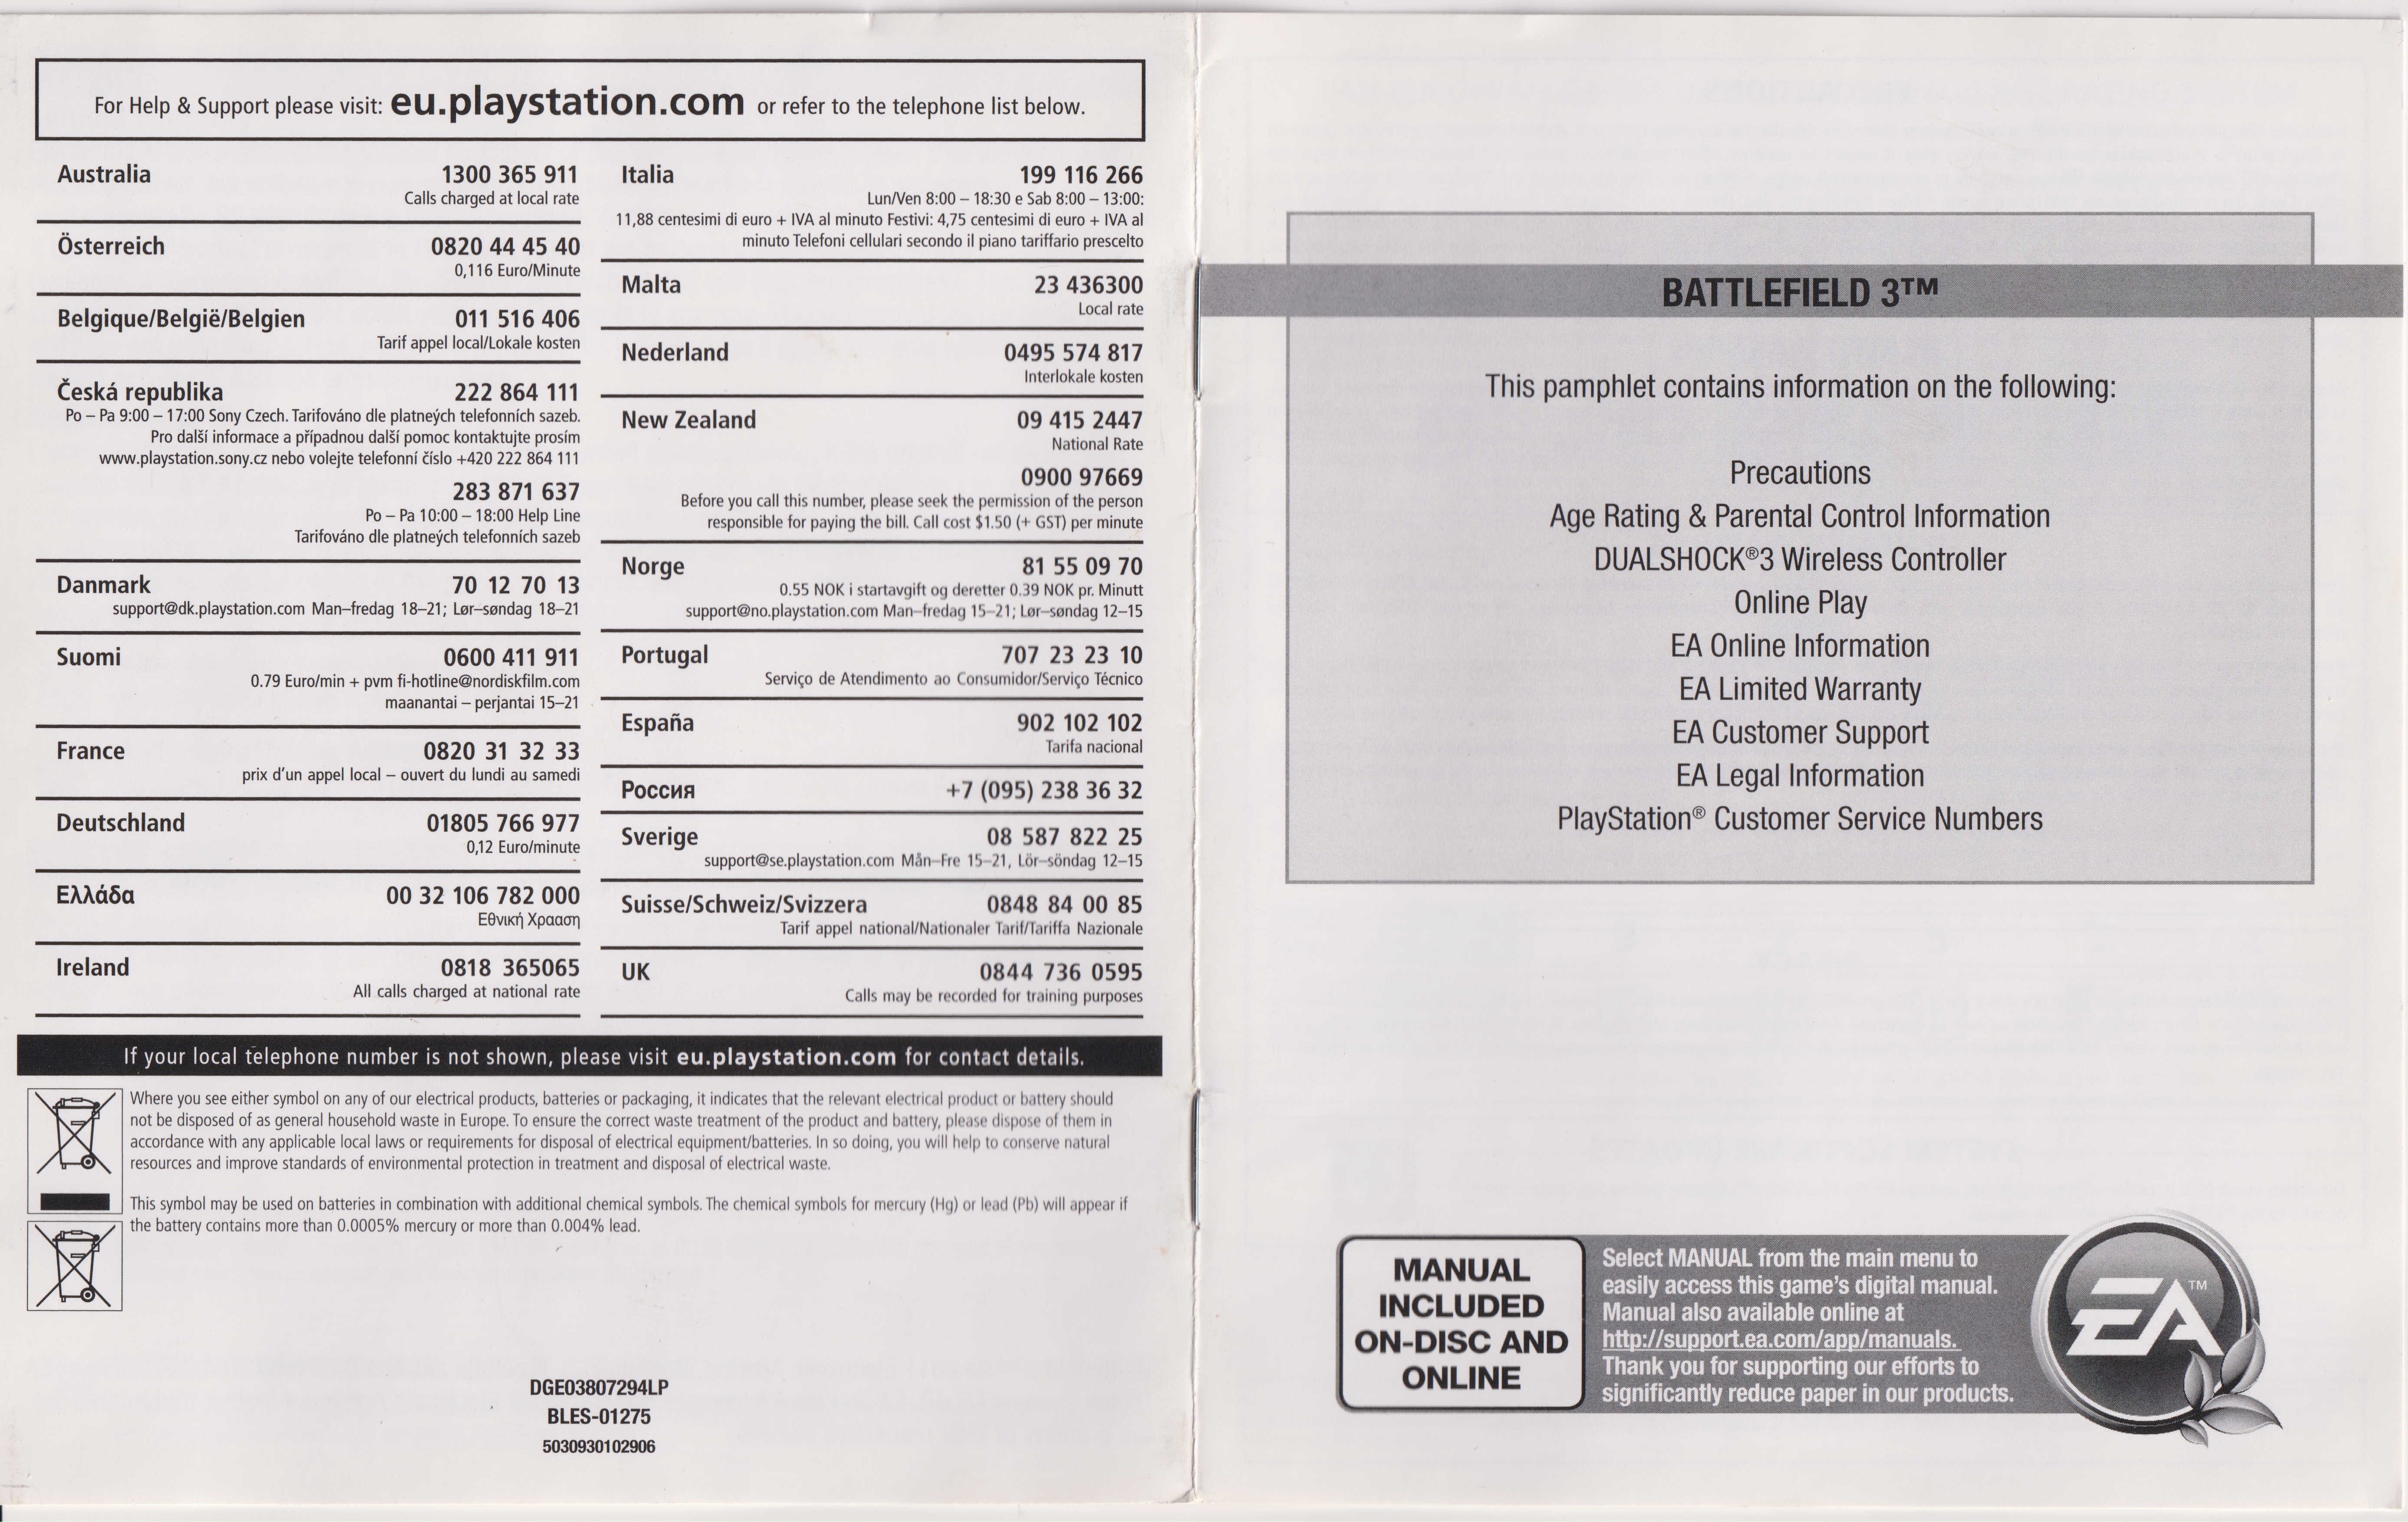 For Help & Support please visit: eu.playstation.com or refer to the telephone list below.
Australia 1300 365 911
Calls charged at local rate
Österreich 0820 44 45 40
0,116 Euro/Minute
Belgique/België/Belgien 011 516 406
Tarif appel local/Lokale kosten
Česká republika 222 864 111
Po – Pa 9:00 – 17:00 Sony Czech. Tarifováno dle platneých telefonních sazeb.
Pro další informace a případnou další pomoc kontaktujte prosím
www.playstation.sony.cz nebo volejte telefonní číslo +420 222 864 111
283 871 637
Po – Pa 10:00 – 18:00 Help Line
Tarifováno dle platneých telefonních sazeb
Danmark 70 12 70 13
support@dk.playstation.com Man–fredag 18–21; Lør–søndag 18–21
Suomi 0600 411 911
0.79 Euro/min + pvm fi-hotline@nordiskfilm.com
maanantai – perjantai 15–21
France 0820 31 32 33
prix d'un appel local – ouvert du lundi au samedi
Deutschland 01805 766 977
0,12 Euro/minute
Ελλάδα 00 32 106 782 000
Εθνική Χρααση
Ireland 0818 365065
All calls charged at national rate
Italia 199 116 266
Lun/Ven 8:00 – 18:30 e Sab 8:00 – 13:00:
11,88 centesimi di euro + IVA al minuto Festivi: 4,75 centesimi di euro + IVA al
minuto Telefoni cellulari secondo il piano tariffario prescelto
Malta 23 436300
Local rate
Nederland 0495 574 817
Interlokale kosten
New Zealand 09 415 2447
National Rate
0900 97669
Before you call this number, please seek the permission of the person
responsible for paying the bill. Call cost $1.50 (+ GST) per minute
Norge 81 55 09 70
0.55 NOK i startavgift og deretter 0.39 NOK pr. Minutt
support@no.playstation.com Man–fredag 15–21; Lør–søndag 12–15
Portugal 707 23 23 10
Serviço de Atendimento ao Consumidor/Serviço Técnico
España 902 102 102
Tarifa nacional
Россия +7 (095) 238 36 32
Sverige 08 587 822 25
support@se.playstation.com Mån–Fre 15–21, Lör–söndag 12–15
Suisse/Schweiz/Svizzera 0848 84 00 85
Tarif appel national/Nationaler Tarif/Tariffa Nazionale
UK 0844 736 0595
Calls may be recorded for training purposes
If your local telephone number is not shown, please visit eu.playstation.com for contact details.
Where you see either symbol on any of our electrical products, batteries or packaging, it indicates that the relevant electrical product or battery should
not be disposed of as general household waste in Europe. To ensure the correct waste treatment of the product and battery, please dispose of them in
accordance with any applicable local laws or requirements for disposal of electrical equipment/batteries. In so doing, you will help to conserve natural
resources and improve standards of environmental protection in treatment and disposal of electrical waste.
This symbol may be used on batteries in combination with additional chemical symbols. The chemical symbols for mercury (Hg) or lead (Pb) will appear if
the battery contains more than 0.0005% mercury or more than 0.004% lead.
DGE03807294LP
BLES-01275
5030930102906
BATTLEFIELD 3™
This pamphlet contains information on the following:
Precautions
Age Rating & Parental Control Information
DUALSHOCK®3 Wireless Controller
Online Play
EA Online Information
EA Limited Warranty
EA Customer Support
EA Legal Information
PlayStation® Customer Service Numbers
MANUAL
INCLUDED
ON-DISC AND
ONLINE
Select MANUAL from the main menu to
easily access this game's digital manual.
Manual also available online at
http://support.ea.com/app/manuals.
Thank you for supporting our efforts to
significantly reduce paper in our products.
EA™